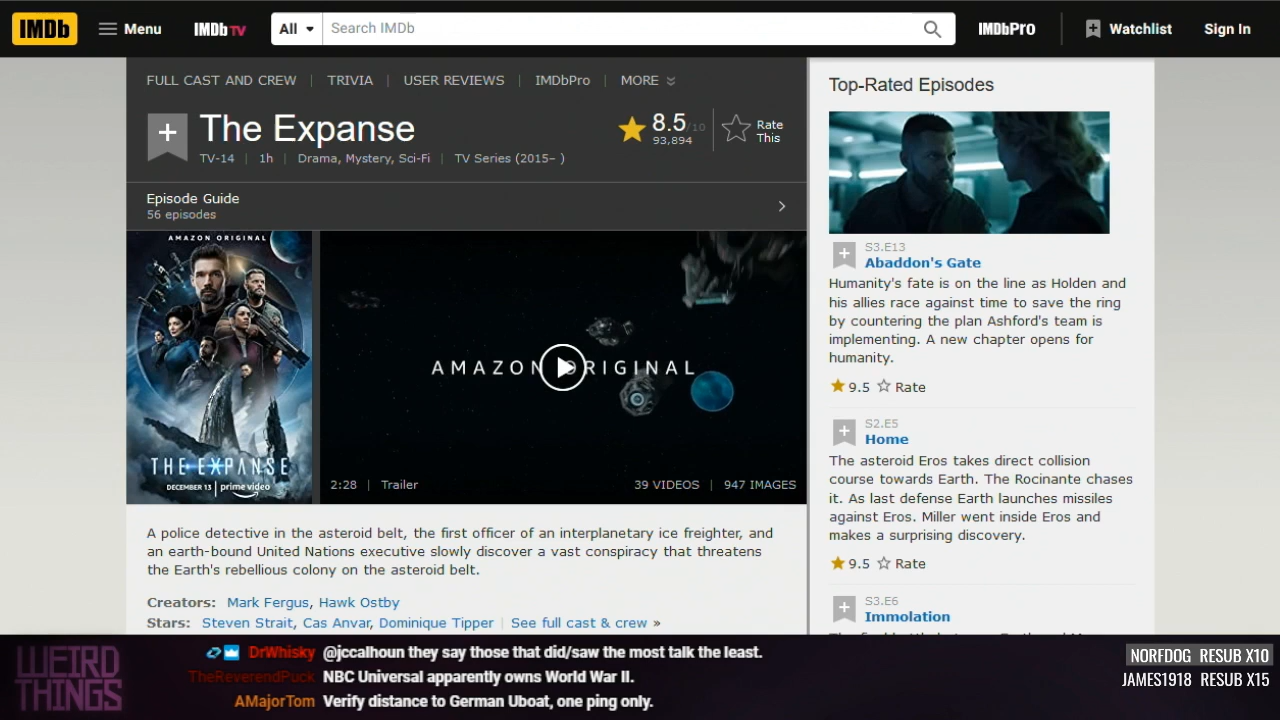 IMDb
Menu
IMDb TV
All
Search IMDb
IMDbPRO
Watchlist
Sign In
FULL CAST AND CREW | TRIVIA | USER REVIEWS | IMDbPro | MORE
The Expanse
8.5/10
93,894
Rate This
TV-14 | 1h | Drama, Mystery, Sci-Fi | TV Series (2015– )
Episode Guide
56 episodes
AMAZON ORIGINAL
THE EXPANSE
DECEMBER 13 | prime video
AMAZON ORIGINAL
2:28 | Trailer
39 VIDEOS | 947 IMAGES
A police detective in the asteroid belt, the first officer of an interplanetary ice freighter, and
an earth-bound United Nations executive slowly discover a vast conspiracy that threatens
the Earth's rebellious colony on the asteroid belt.
Creators: Mark Fergus, Hawk Ostby
Stars: Steven Strait, Cas Anvar, Dominique Tipper | See full cast & crew »
Top-Rated Episodes
S3.E13
Abaddon's Gate
Humanity's fate is on the line as Holden and
his allies race against time to save the ring
by countering the plan Ashford's team is
implementing. A new chapter opens for
humanity.
9.5 Rate
S2.E5
Home
The asteroid Eros takes direct collision
course towards Earth. The Rocinante chases
it. As last defense Earth launches missiles
against Eros. Miller went inside Eros and
makes a surprising discovery.
9.5 Rate
S3.E6
Immolation
WEIRD
THINGS
DrWhisky @jccalhoun they say those that did/saw the most talk the least.
TheReverendPuck NBC Universal apparently owns World War II.
AMajorTom Verify distance to German Uboat, one ping only.
NORFDOG RESUB X10
JAMES1918 RESUB X15